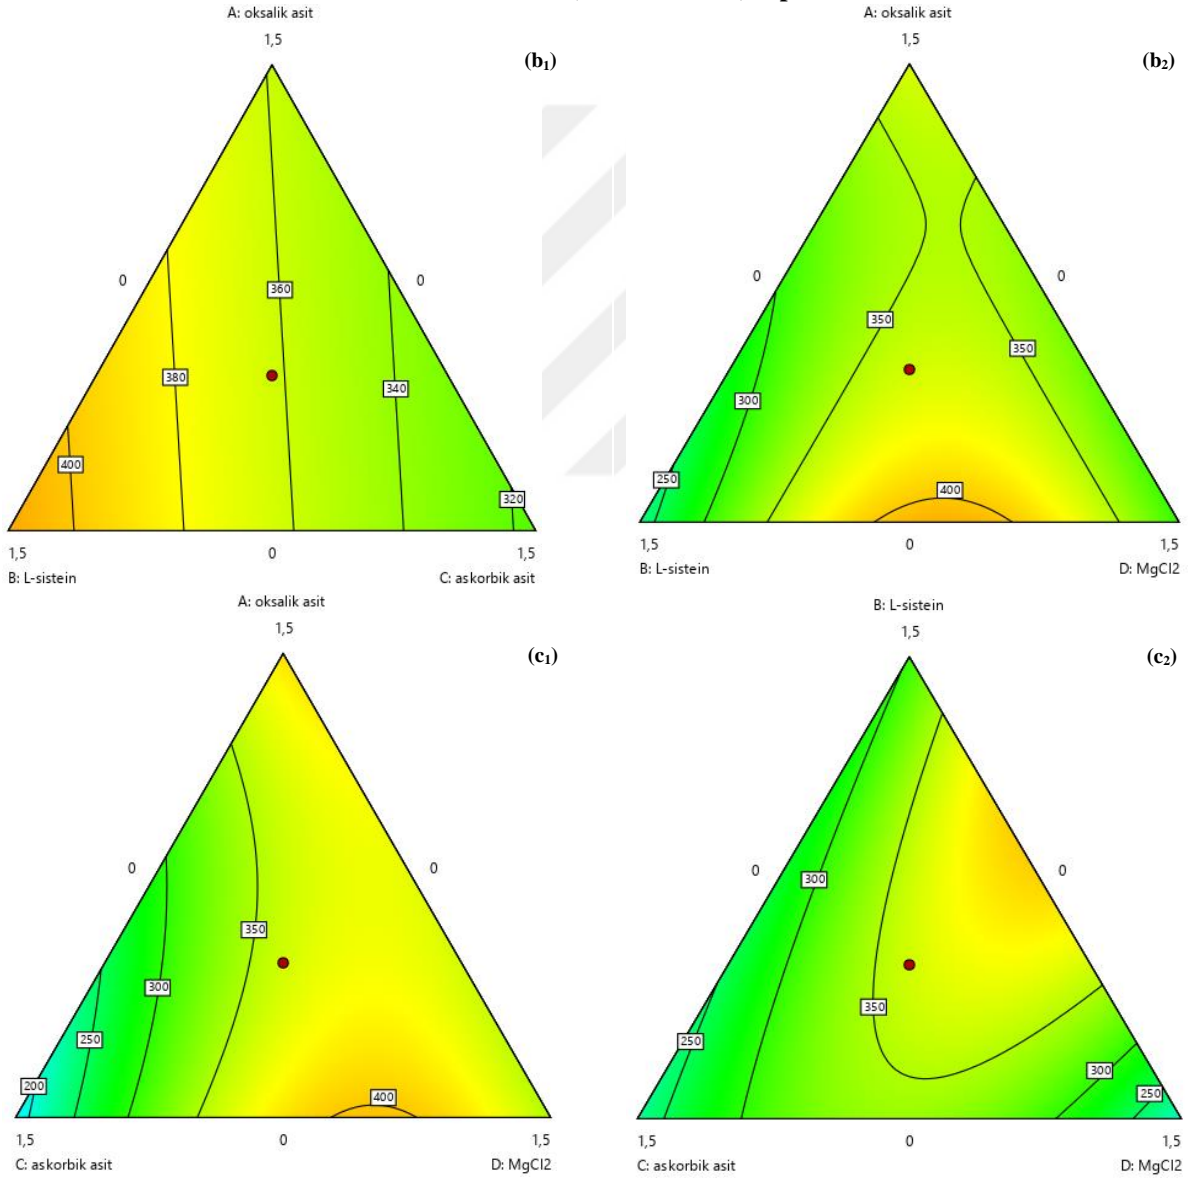 A: oksalik asit
1,5
(b₁)
0
0
360
380
340
400
320
1,5
0
1,5
B: L-sistein
C: askorbik asit
A: oksalik asit
1,5
(b₂)
0
0
350
350
300
250
400
1,5
0
1,5
B: L-sistein
D: MgCl2
A: oksalik asit
1,5
(c₁)
0
0
350
300
250
200
400
1,5
0
1,5
C: askorbik asit
D: MgCl2
B: L-sistein
1,5
(c₂)
0
0
300
350
250
300
250
1,5
0
1,5
C: askorbik asit
D: MgCl2